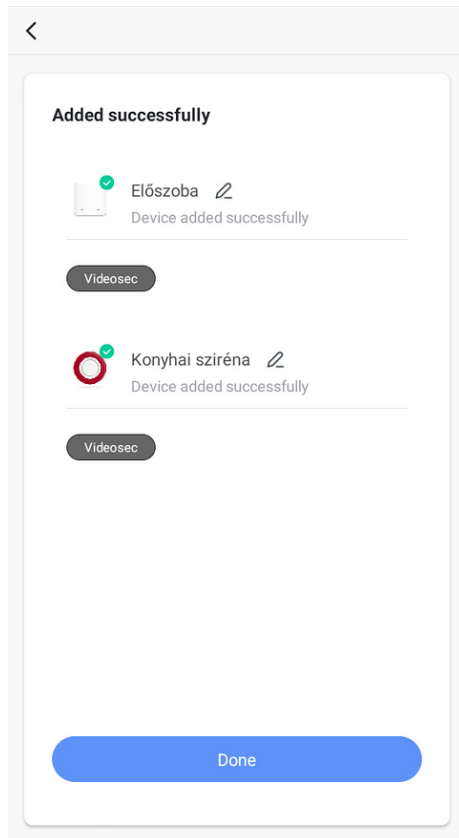 Added successfully
Előszoba
Device added successfully
Videosec
Konyhai sziréna
Device added successfully
Videosec
Done